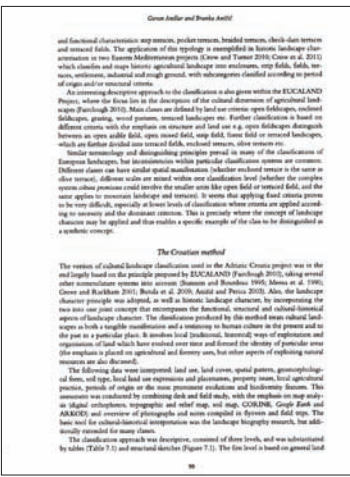 Goran Andlar and Branka Aničić
and functional characteristics: step terraces, pocket terraces, braided terraces, check-dam terraces
and terraced fields. The application of this typology is exemplified in historic landscape char-
acterisation in two Eastern Mediterranean projects (Crow and Turner 2010; Crow et al. 2011)
which classifies and maps historic agricultural landscape into enclosures, strip fields, fields, ter-
races, settlement, industrial and rough ground, with subcategories classified according to period
of origin and/or structural criteria.
An interesting descriptive approach to the classification is also given within the EUCALAND
Project, where the focus lies in the description of the cultural dimension of agricultural land-
scapes (Fairclough 2010). Main classes are defined by land use criteria: open fieldscapes, enclosed
fieldscapes, grazing, wood pastures, terraced landscapes etc. Further classification is based on
different criteria with the emphasis on structure and land use e.g. open fieldscapes distinguish
between an open arable field, open mixed field, strip field, forest field or terraced landscapes,
which are further divided into terraced fields, enclosed terraces, olive terraces etc.
Similar terminology and distinguishing principles prevail in many of the classifications of
European landscapes, but inconsistencies within particular classification systems are common.
Different classes can have similar spatial manifestation (whether enclosed terrace is the same as
olive terrace), different scales are mixed within one classification level (whether the complex
system coltura promiscua could involve the smaller units like open field or terraced field, and the
same applies to mountain landscape and terraces). It seems that applying fixed criteria proves
to be very difficult, especially at lower levels of classification where criteria are applied accord-
ing to necessity and the dominant criterion. This is precisely where the concept of landscape
character may be applied and thus enables a specific example of the class to be distinguished as
a synthetic concept.
The Croatian method
The version of cultural landscape classification used in the Adriatic Croatia project was in the
end largely based on the principle proposed by EUCALAND (Fairclough 2010), taking several
other nomenclature systems into account (Stanners and Bourdeau 1995; Meeus et al. 1990;
Grove and Rackham 2001; Bunda et al. 2009; Aničić and Perica 2003). Also, the landscape
character principle was adopted, as well as historic landscape character, by incorporating the
two into one joint concept that encompasses the functional, structural and cultural-historical
aspects of landscape character. The classification produced by this method treats cultural land-
scapes as both a tangible manifestation and a testimony to human culture in the present and in
the past in a particular place. It involves local (traditional, historical) ways of exploitation and
organisation of land which have evolved over time and formed the identity of particular areas
(the emphasis is placed on agricultural and forestry uses, but other aspects of exploiting natural
resources are also discussed).
The following data were interpreted: land use, land cover, spatial pattern, geomorphologi-
cal form, soil type, local land use expressions and placenames, property issues, local agricultural
practice, periods of origin or the most prominent evolutions and biodiversity features. This
assessment was conducted by combining desk and field study, with the emphasis on map analy-
sis (digital orthophotos, topographic and relief map, soil map, CORINE, Google Earth and
ARKOD) and overview of photographs and notes compiled in flyovers and field trips. The
basic tool for cultural-historical interpretation was the landscape biography research, but addi-
tionally extended for many classes.
The classification approach was descriptive, consisted of three levels, and was substantiated
by tables (Table 7.1) and structural sketches (Figure 7.1). The first level is based on general land